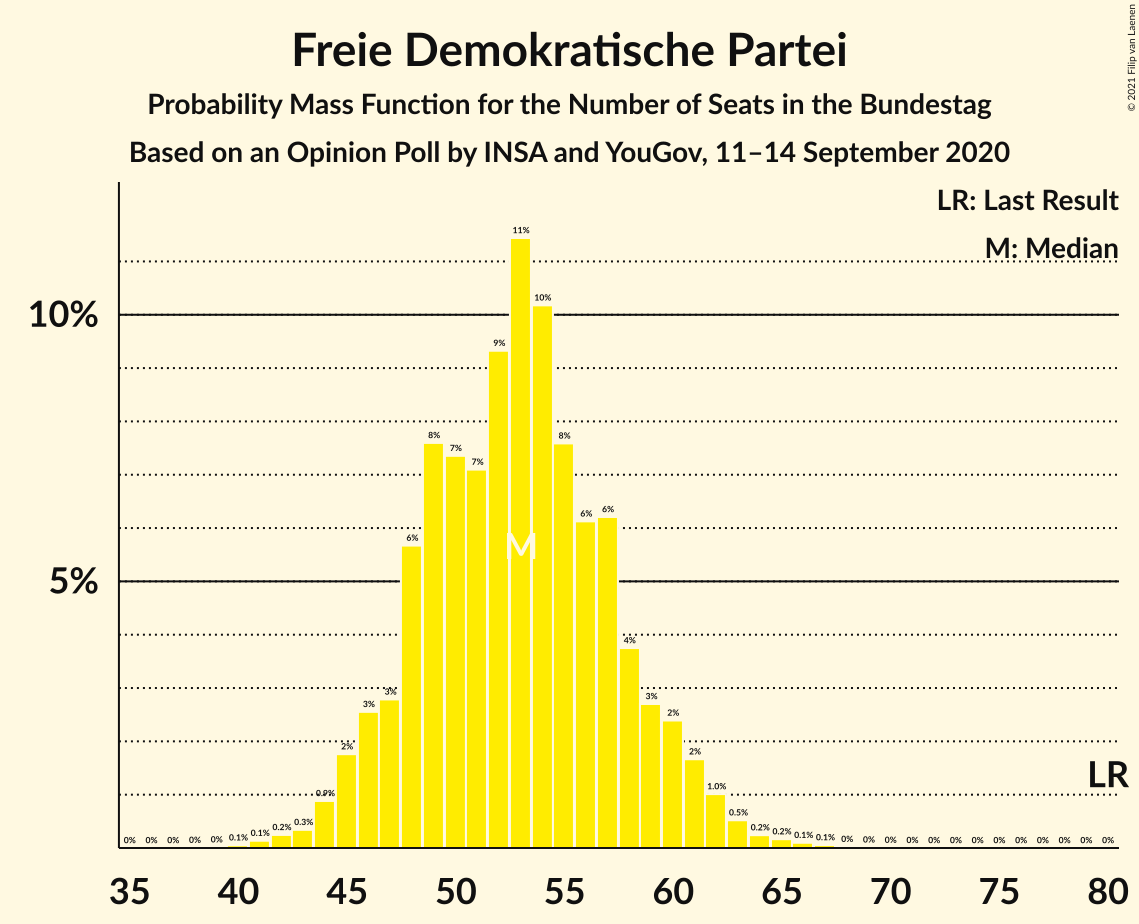 Freie Demokratische Partei
Probability Mass Function for the Number of Seats in the Bundestag
Based on an Opinion Poll by INSA and YouGov, 11–14 September 2020
© 2021 Filip van Laenen
LR: Last Result
M: Median
10%
5%
0% 0% 0% 0% 0% 0.1% 0.1% 0.2% 0.3% 0.9% 2% 3% 3% 6% 8% 7% 7% 9% 11% 10% 8% 6% 6% 4% 3% 2% 2% 1.0% 0.5% 0.2% 0.2% 0.1% 0.1% 0% 0% 0% 0% 0% 0% 0% 0% 0% 0% 0% 0% 0%
M
LR
35 40 45 50 55 60 65 70 75 80